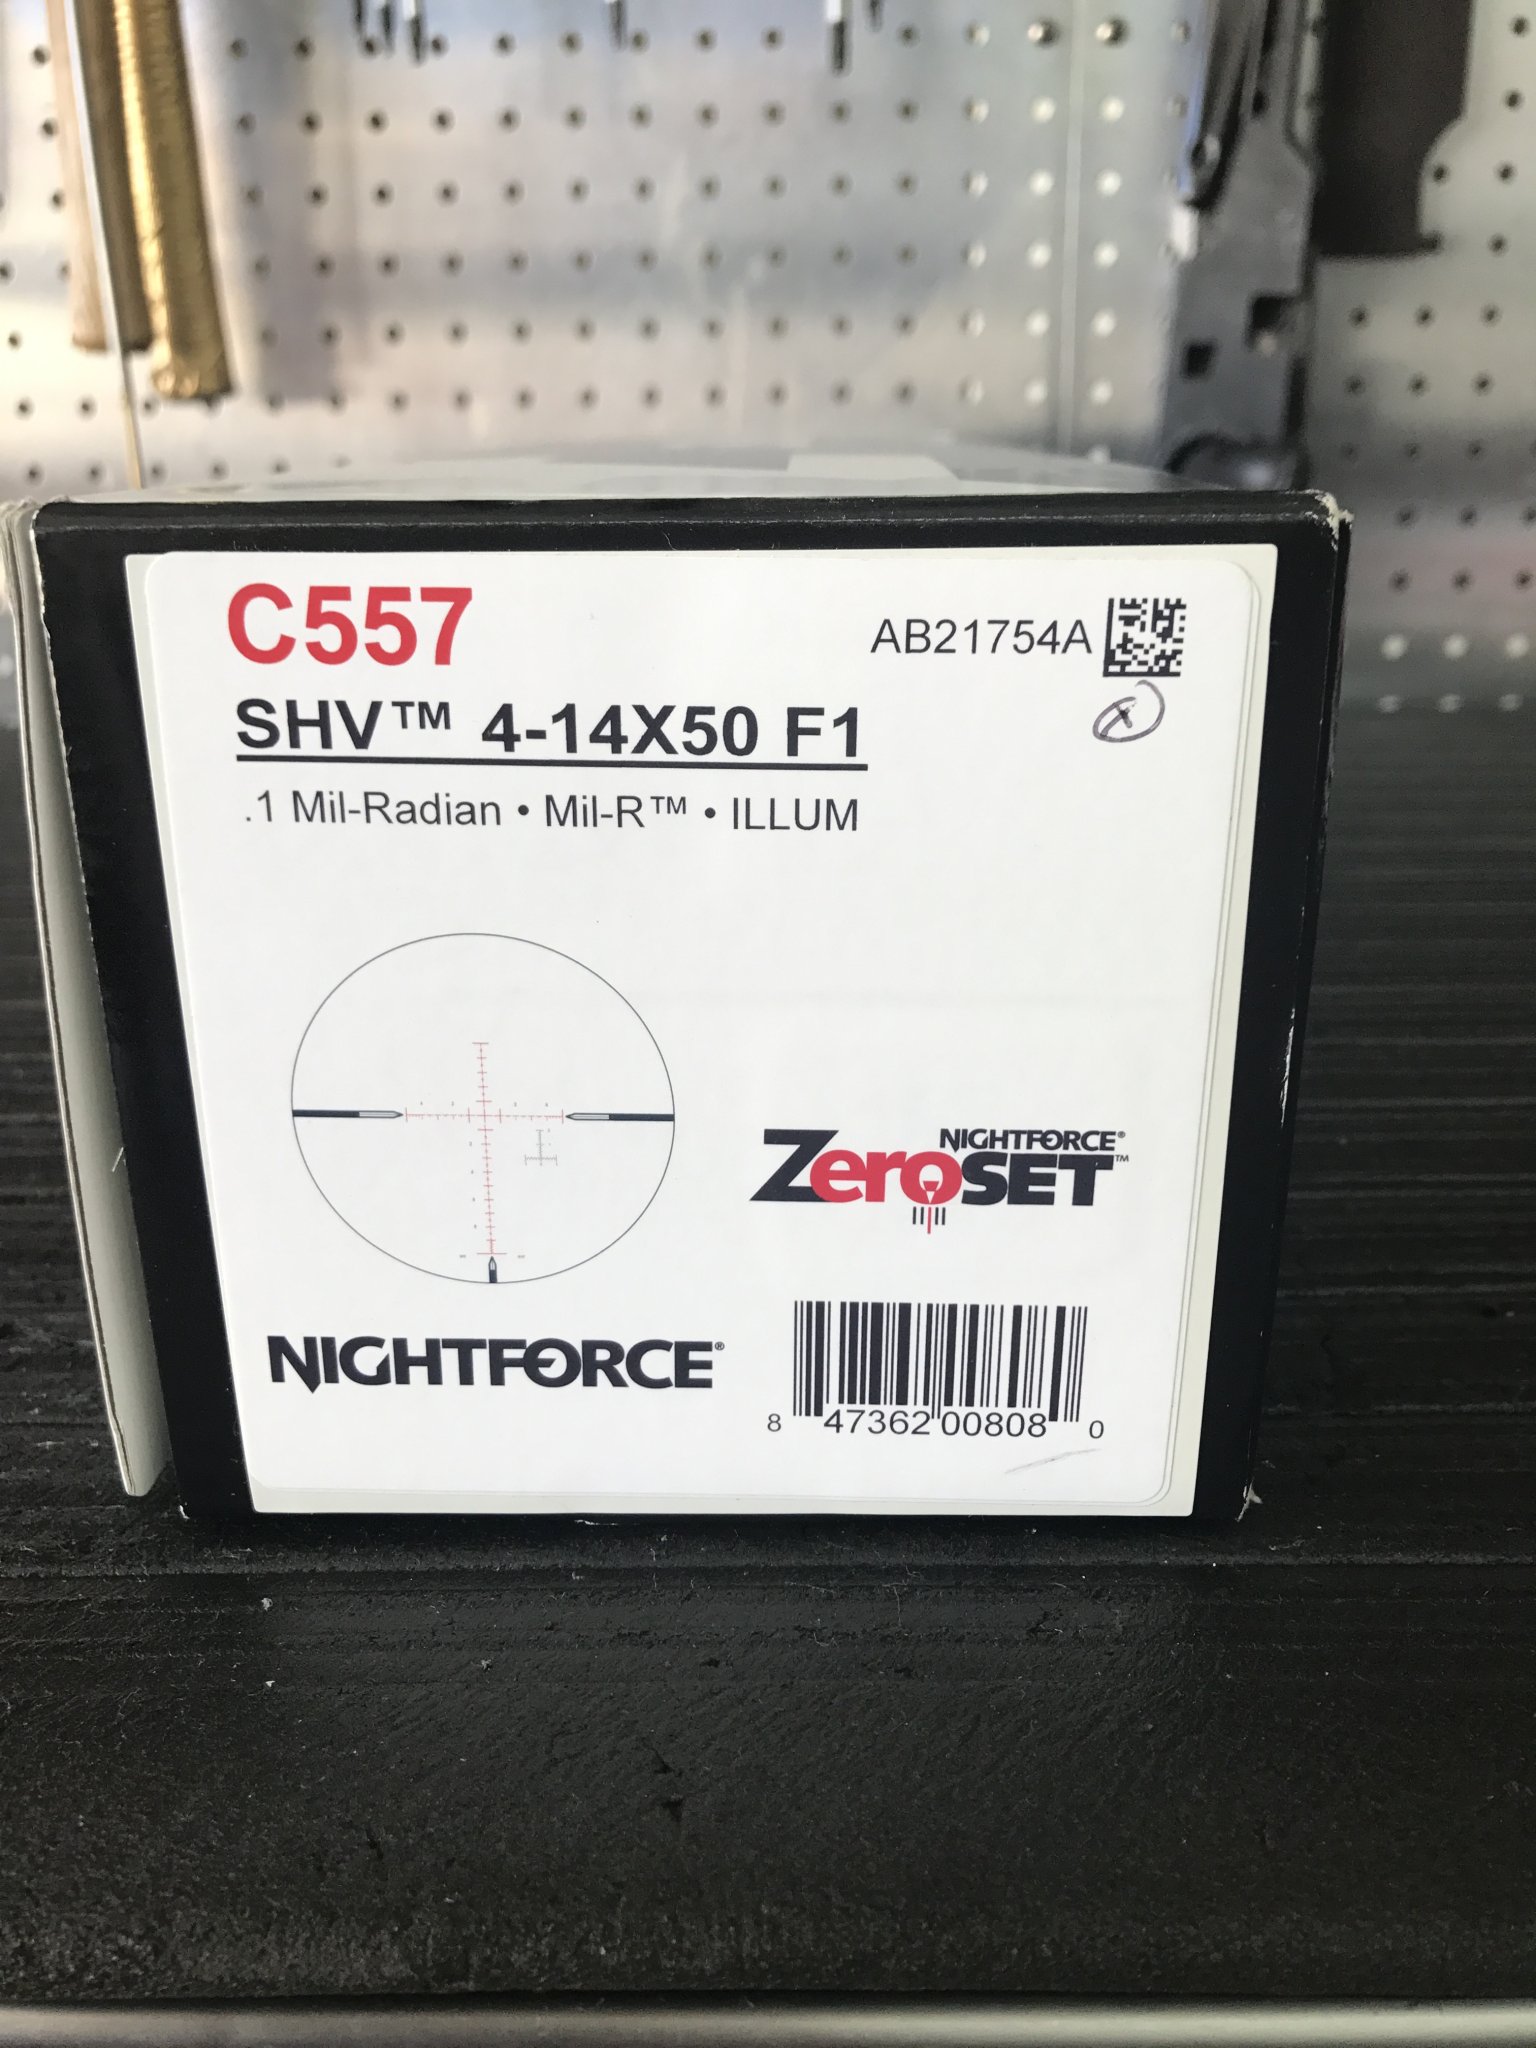 C557
AB21754A
SHV™ 4-14X50 F1
.1 Mil-Radian • Mil-R™ • ILLUM
NIGHTFORCE®
ZeroSET™
NIGHTFORCE®
8 47362 00808 0